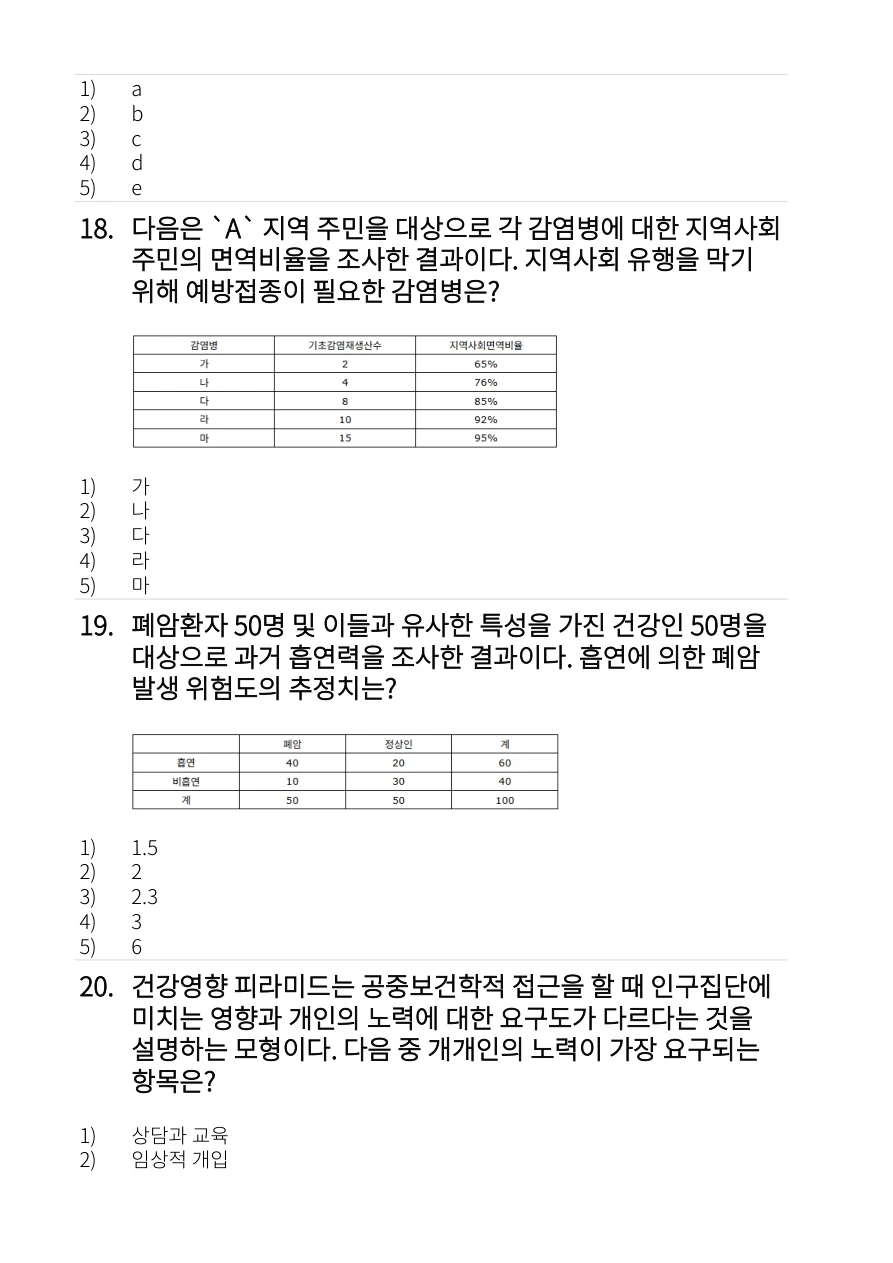 1) a
2) b
3) c
4) d
5) e
18. 다음은 `A` 지역 주민을 대상으로 각 감염병에 대한 지역사회
주민의 면역비율을 조사한 결과이다. 지역사회 유행을 막기
위해 예방접종이 필요한 감염병은?
감염병 기초감염재생산수 지역사회면역비율
가 2 65%
나 4 76%
다 8 85%
라 10 92%
마 15 95%
1) 가
2) 나
3) 다
4) 라
5) 마
19. 폐암환자 50명 및 이들과 유사한 특성을 가진 건강인 50명을
대상으로 과거 흡연력을 조사한 결과이다. 흡연에 의한 폐암
발생 위험도의 추정치는?
폐암 정상인 계
흡연 40 20 60
비흡연 10 30 40
계 50 50 100
1) 1.5
2) 2
3) 2.3
4) 3
5) 6
20. 건강영향 피라미드는 공중보건학적 접근을 할 때 인구집단에
미치는 영향과 개인의 노력에 대한 요구도가 다르다는 것을
설명하는 모형이다. 다음 중 개개인의 노력이 가장 요구되는
항목은?
1) 상담과 교육
2) 임상적 개입